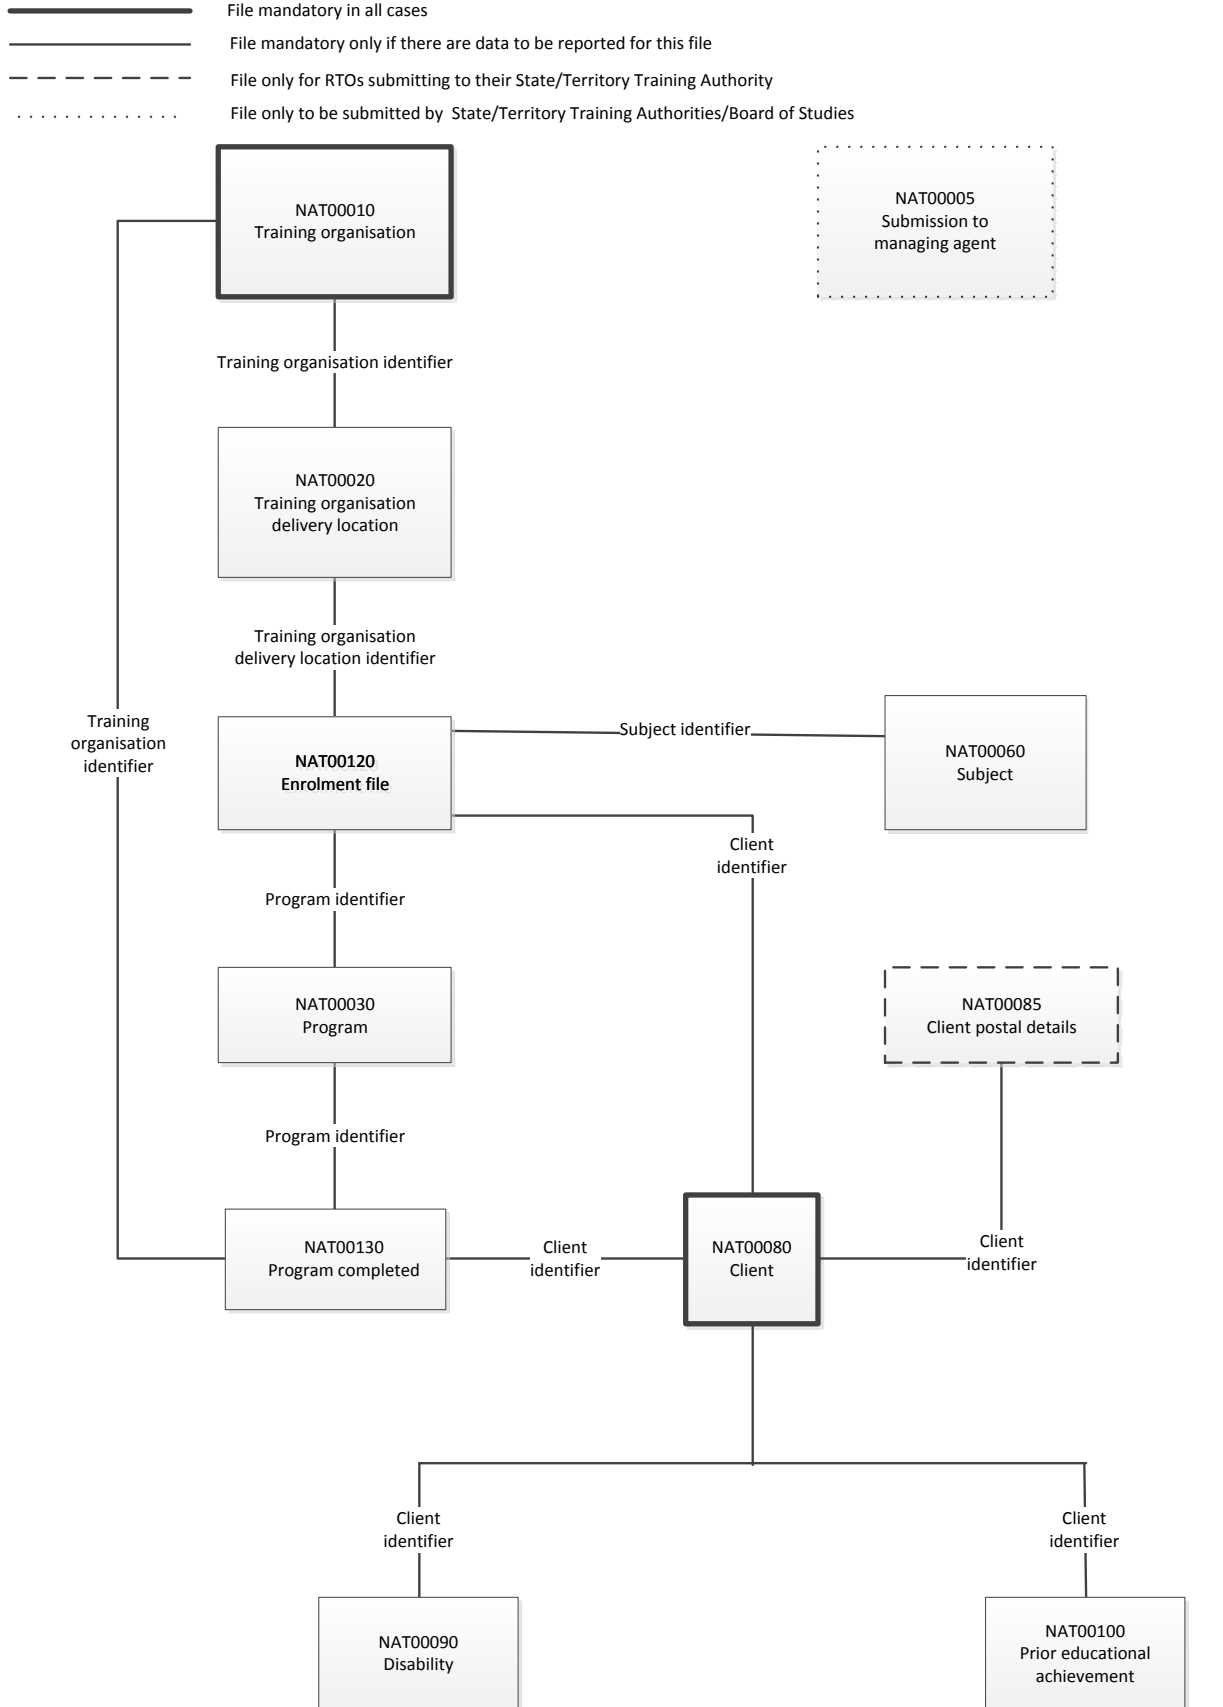 File mandatory in all cases
File mandatory only if there are data to be reported for this file
File only for RTOs submitting to their State/Territory Training Authority
File only to be submitted by State/Territory Training Authorities/Board of Studies
NAT00010
Training organisation
NAT00005
Submission to
managing agent
Training organisation identifier
NAT00020
Training organisation
delivery location
Training organisation
delivery location identifier
Training
organisation
identifier
NAT00120
Enrolment file
Subject identifier
NAT00060
Subject
Client
identifier
Program identifier
NAT00030
Program
NAT00085
Client postal details
Program identifier
NAT00130
Program completed
Client
identifier
NAT00080
Client
Client
identifier
Client
identifier
Client
identifier
NAT00090
Disability
NAT00100
Prior educational
achievement